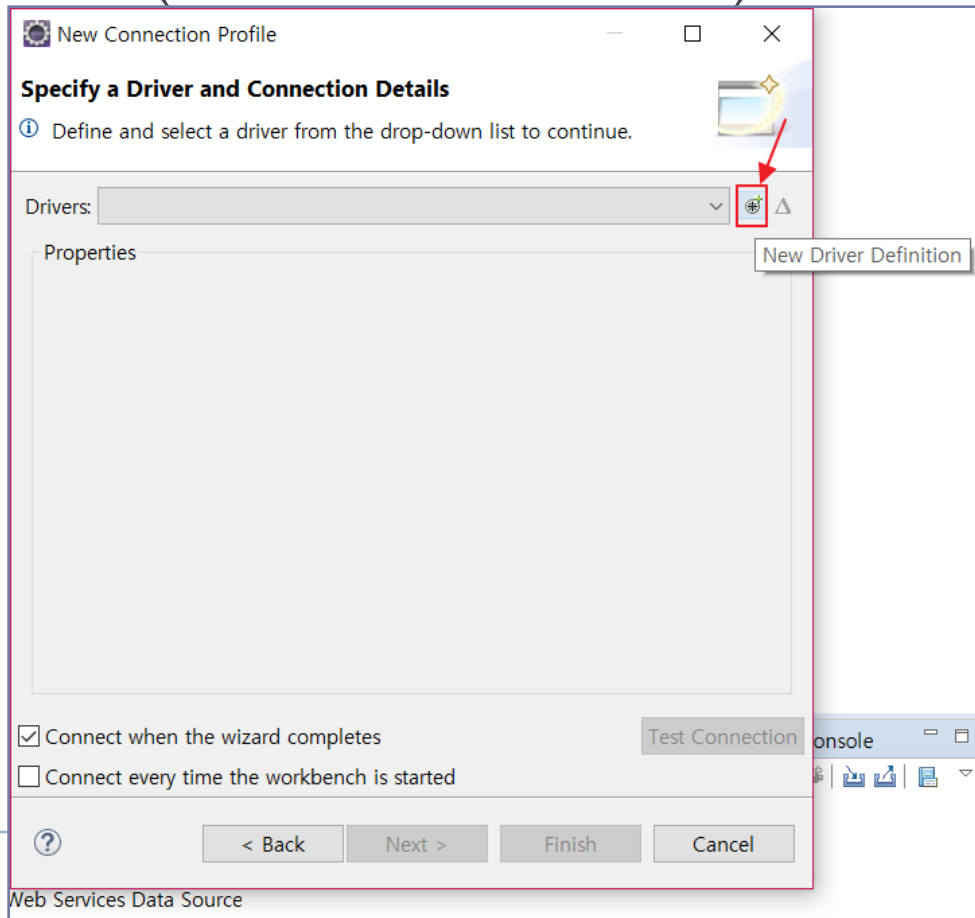 New Connection Profile
Specify a Driver and Connection Details
Define and select a driver from the drop-down list to continue.
Drivers:
New Driver Definition
Properties
Connect when the wizard completes
Test Connection
onsole
Connect every time the workbench is started
< Back
Next >
Finish
Cancel
Web Services Data Source